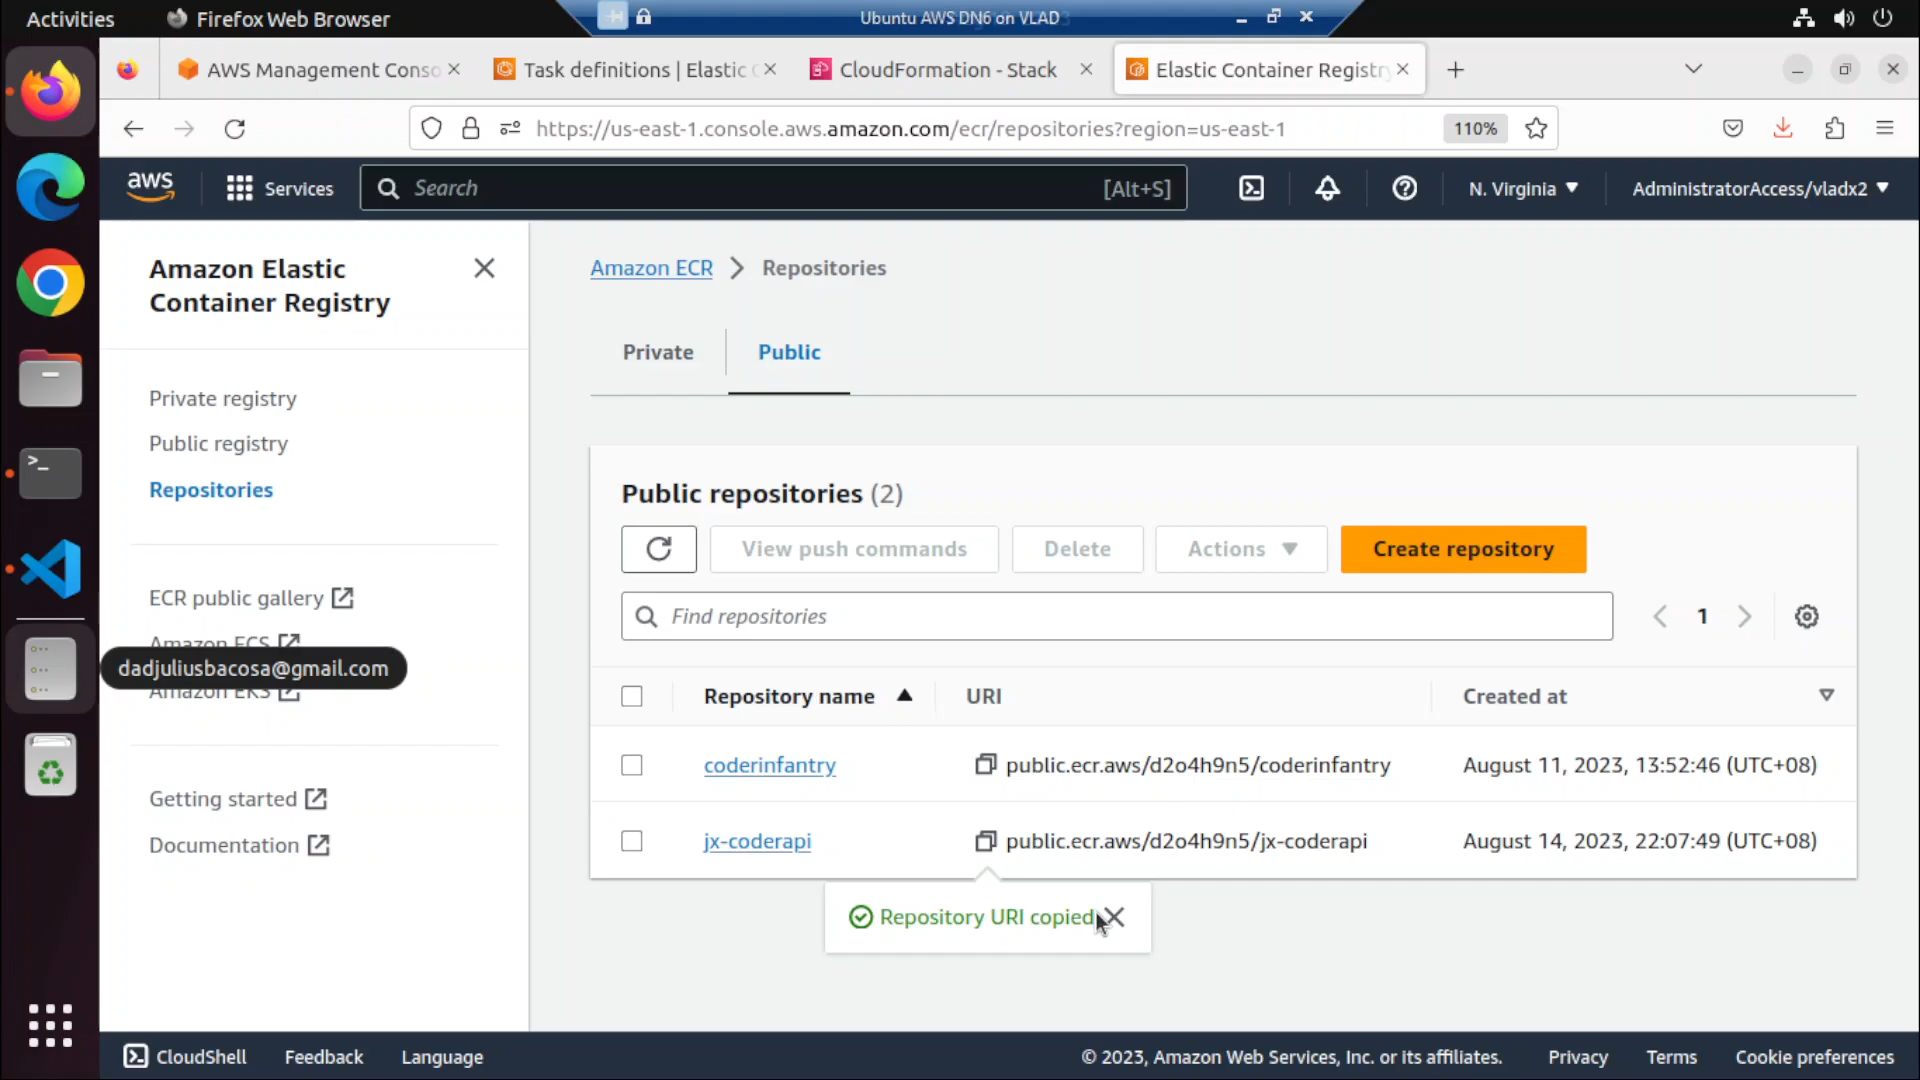 Activities
Firefox Web Browser
Ubuntu AWS DN6 on VLAD
AWS Management Conso
Task definitions | Elastic C
CloudFormation - Stack
Elastic Container Registry
https://us-east-1.console.aws.amazon.com/ecr/repositories?region=us-east-1
110%
aws
Services
Search
[Alt+S]
N. Virginia
AdministratorAccess/vladx2
Amazon Elastic
Container Registry
Private registry
Public registry
Repositories
ECR public gallery
Amazon ECS
dadjuliusbacosa@gmail.com
Amazon EKS
Getting started
Documentation
Amazon ECR > Repositories
Private
Public
Public repositories (2)
View push commands
Delete
Actions
Create repository
Find repositories
1
Repository name
URI
Created at
coderinfantry
public.ecr.aws/d2o4h9n5/coderinfantry
August 11, 2023, 13:52:46 (UTC+08)
jx-coderapi
public.ecr.aws/d2o4h9n5/jx-coderapi
August 14, 2023, 22:07:49 (UTC+08)
Repository URI copied
CloudShell
Feedback
Language
© 2023, Amazon Web Services, Inc. or its affiliates.
Privacy
Terms
Cookie preferences